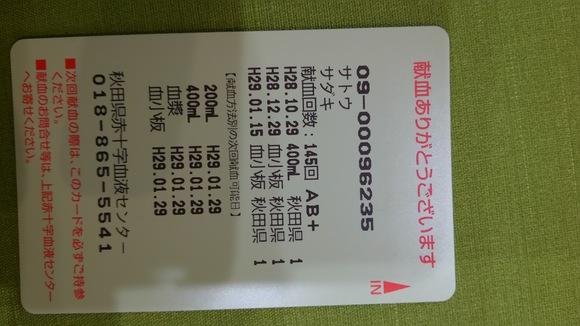 献血ありがとうございます
IN
09-00096235
サトウ
サダキ
献血回数:145回 AB+
H28.10.29 400mL 秋田県 1
H28.12.29 血小板 秋田県 1
H29.01.15 血小板 秋田県 1
【献血方法別の次回献血可能日】
200mL H29.01.29
400mL H29.01.29
血漿 H29.01.29
血小板 H29.01.29
秋田県赤十字血液センター
018-865-5541
■次回献血の際は、このカードを必ずご持参
ください。
■献血のお問合せ等は、上記赤十字血液センター
へお寄せください。